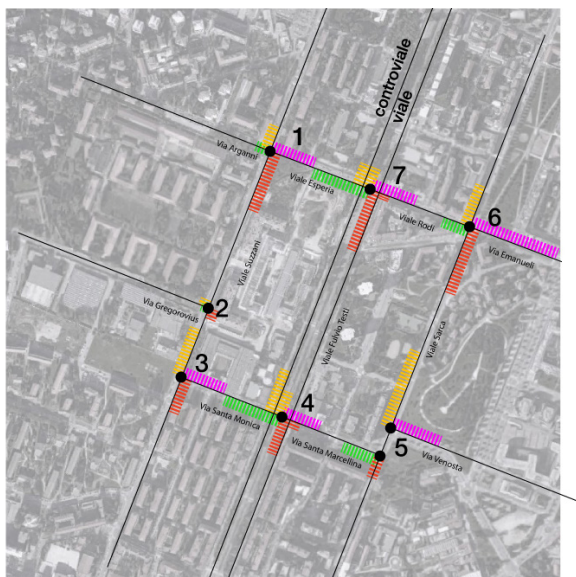 controviale
viale
1
Via Arganni
Viale Esperia
7
Viale Rodi
6
Via Emanueli
Viale Suzzani
2
Via Gregorovius
Viale Fulvio Testi
Viale Sarca
3
4
5
Via Santa Monica
Via Santa Marcellina
Via Venosta